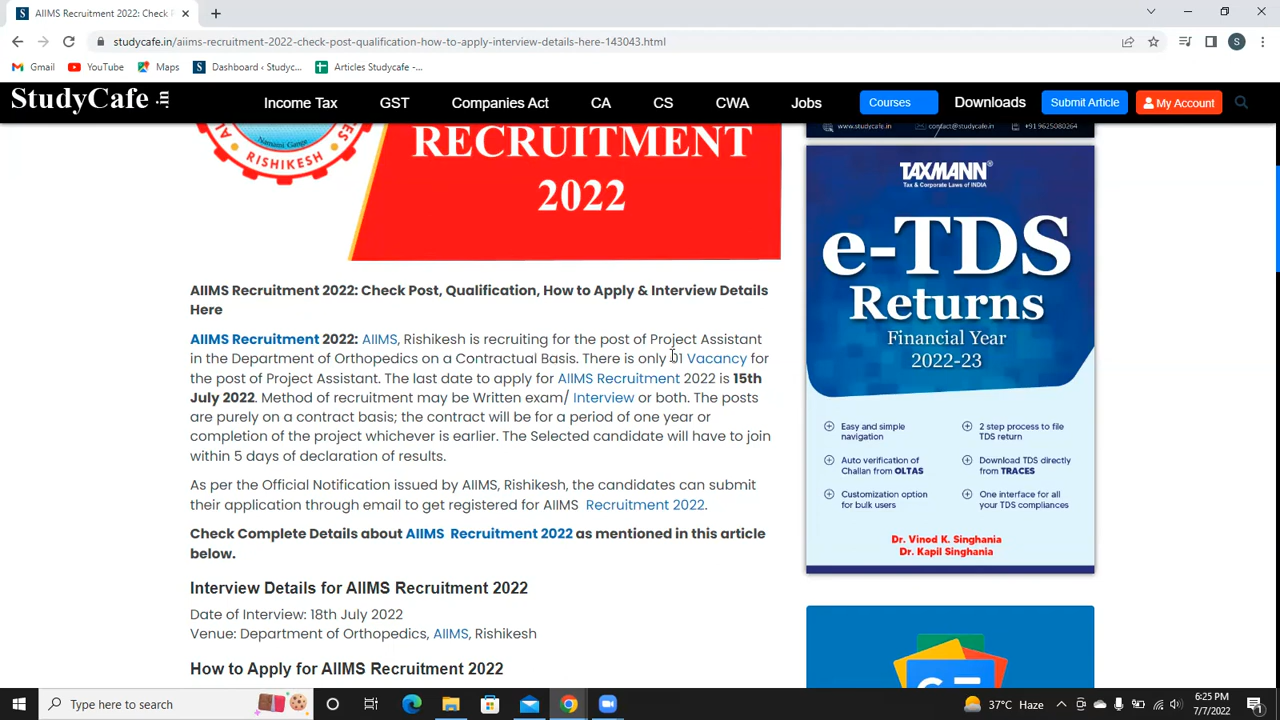 AIIMS Recruitment 2022: Check P
studycafe.in/aiims-recruitment-2022-check-post-qualification-how-to-apply-interview-details-here-143043.html
S
Gmail
YouTube
Maps
Dashboard ‹ Studyc...
Articles Studycafe -...
StudyCafe .in
Income Tax
GST
Companies Act
CA
CS
CWA
Jobs
Courses
Downloads
Submit Article
My Account
RISHIKESH
RECRUITMENT
2022
www.studycafe.in
contact@studycafe.in
+91 9625080264
TAXMANN®
Tax & Corporate Laws of INDIA
e-TDS
Returns
Financial Year
2022-23
Easy and simple
navigation
2 step process to file
TDS return
Auto verification of
Challan from OLTAS
Download TDS directly
from TRACES
Customization option
for bulk users
One interface for all
your TDS compliances
Dr. Vinod K. Singhania
Dr. Kapil Singhania
AIIMS Recruitment 2022: Check Post, Qualification, How to Apply & Interview Details
Here
AIIMS Recruitment 2022: AIIMS, Rishikesh is recruiting for the post of Project Assistant
in the Department of Orthopedics on a Contractual Basis. There is only 01 Vacancy for
the post of Project Assistant. The last date to apply for AIIMS Recruitment 2022 is 15th
July 2022. Method of recruitment may be Written exam/ Interview or both. The posts
are purely on a contract basis; the contract will be for a period of one year or
completion of the project whichever is earlier. The Selected candidate will have to join
within 5 days of declaration of results.
As per the Official Notification issued by AIIMS, Rishikesh, the candidates can submit
their application through email to get registered for AIIMS Recruitment 2022.
Check Complete Details about AIIMS Recruitment 2022 as mentioned in this article
below.
Interview Details for AIIMS Recruitment 2022
Date of Interview: 18th July 2022
Venue: Department of Orthopedics, AIIMS, Rishikesh
How to Apply for AIIMS Recruitment 2022
Type here to search
37°C Haze
6:25 PM
7/7/2022